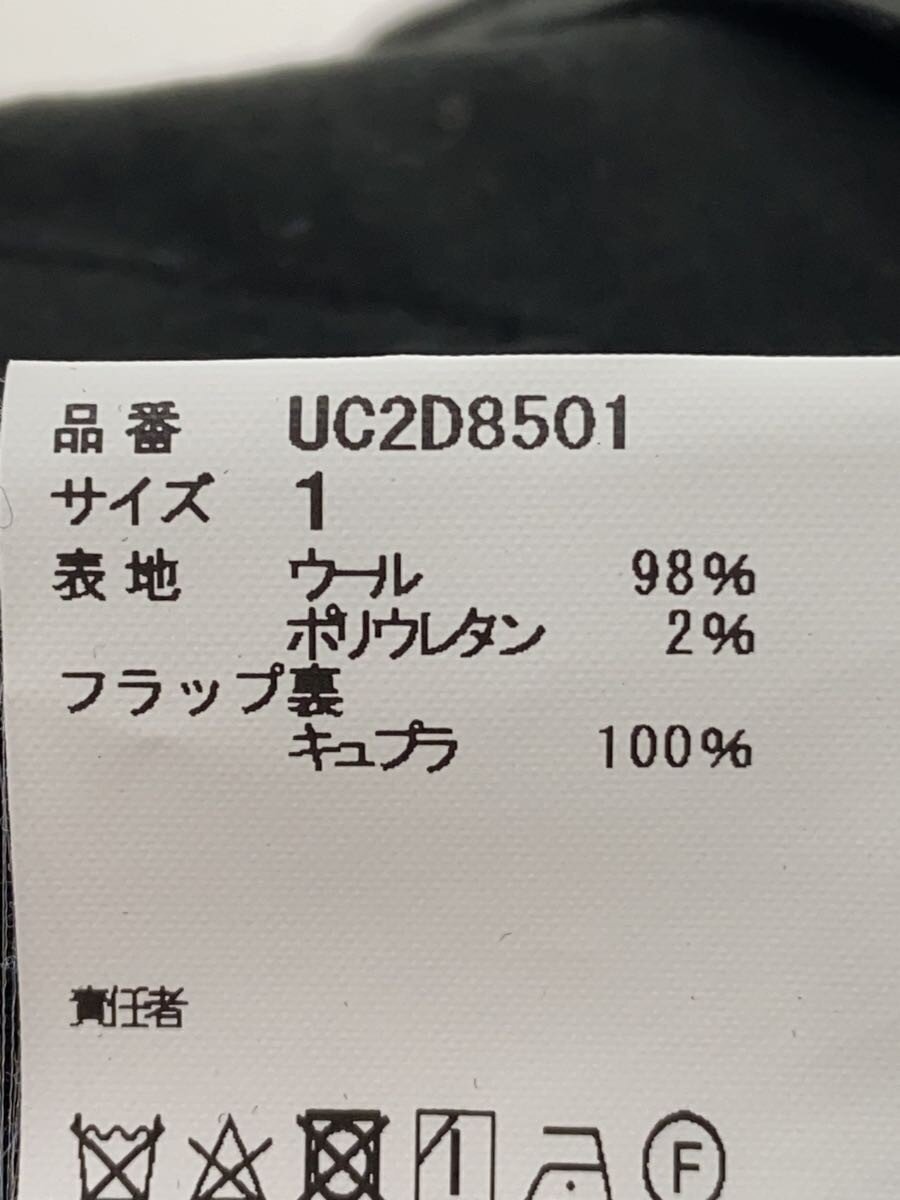 品番 UC2D8501
サイズ 1
表地 ウール 98%
ポリウレタン 2%
フラップ裏
キュプラ 100%
責任者
F